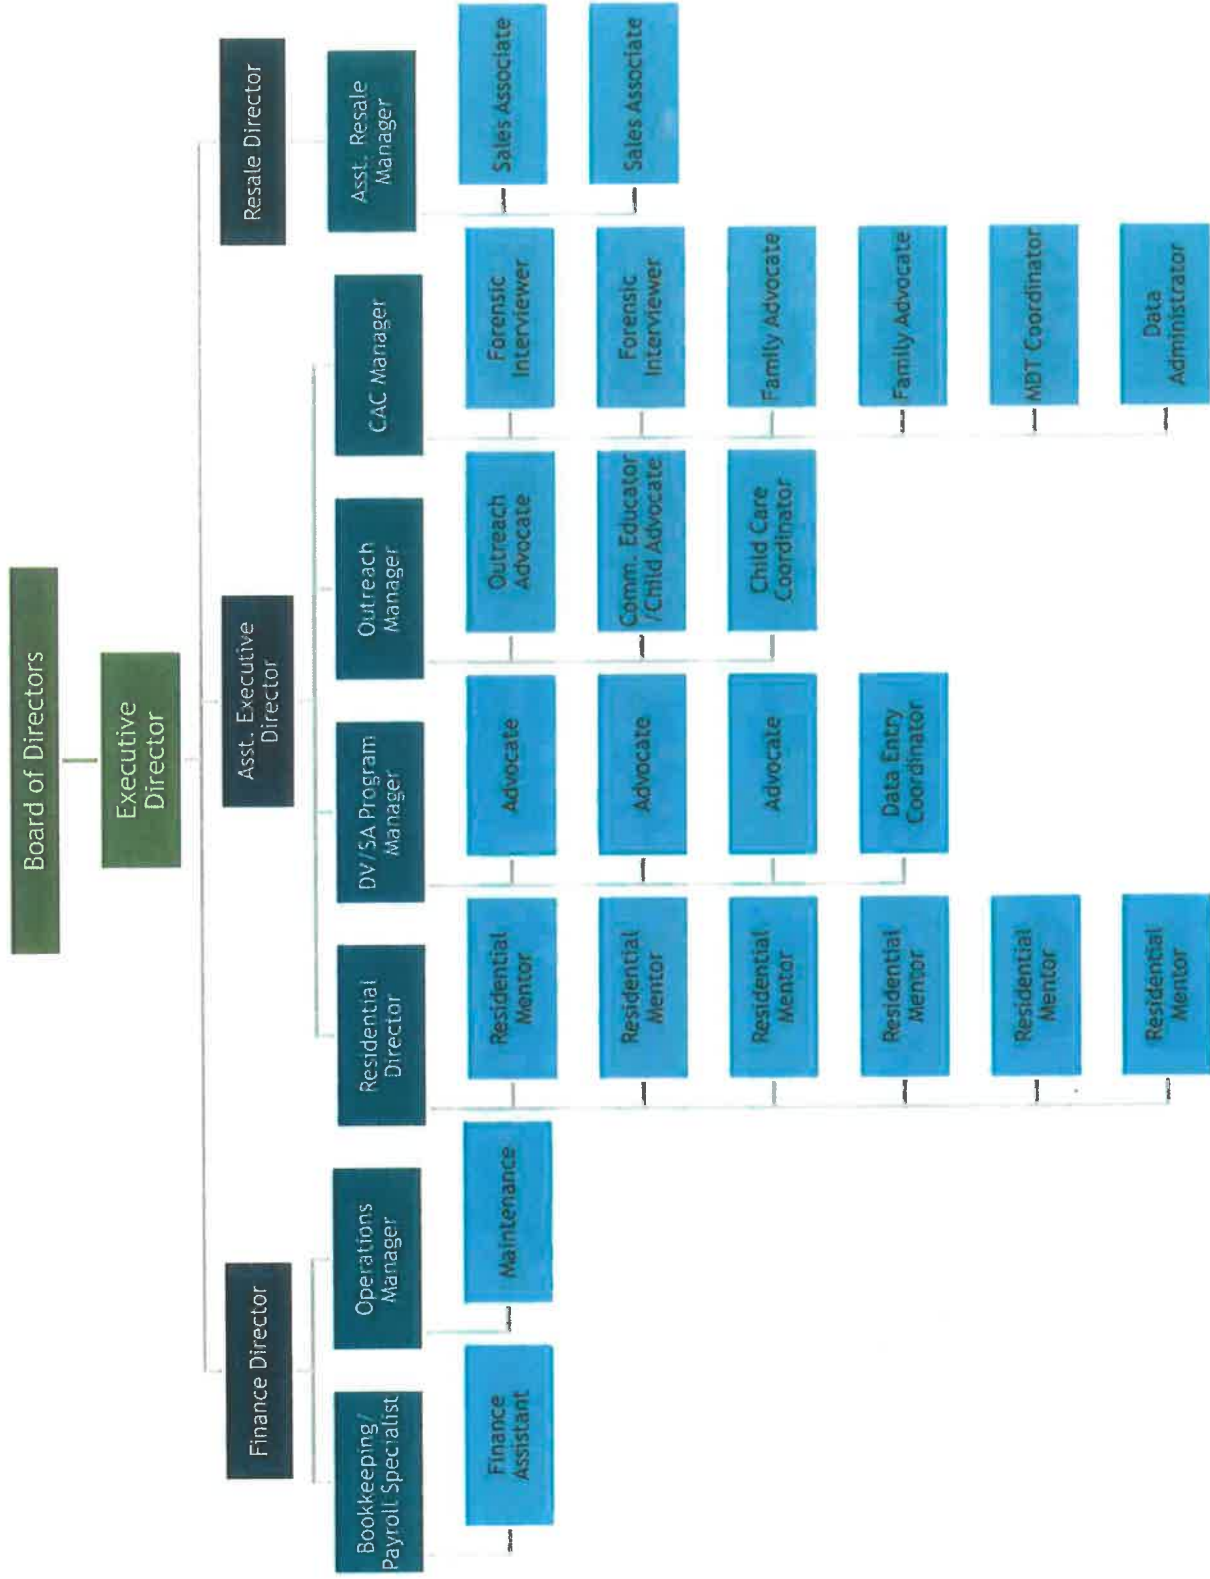 Board of Directors
Executive
Director
Finance Director
Asst. Executive
Director
Resale Director
Bookkeeping/
Payroll Specialist
Operations
Manager
Residential
Director
DV/SA Program
Manager
Outreach
Manager
CAC Manager
Asst. Resale
Manager
Finance
Assistant
Maintenance
Residential
Mentor
Advocate
Outreach
Advocate
Forensic
Interviewer
Sales Associate
Residential
Mentor
Advocate
Comm. Educator
/Child Advocate
Forensic
Interviewer
Sales Associate
Residential
Mentor
Advocate
Child Care
Coordinator
Family Advocate
Residential
Mentor
Data Entry
Coordinator
Family Advocate
Residential
Mentor
MDT Coordinator
Residential
Mentor
Data
Administrator